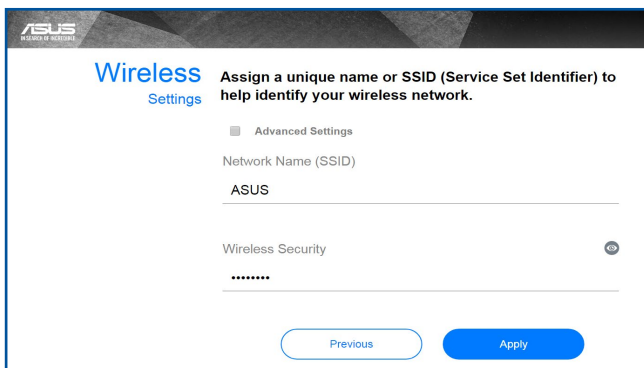 ASUS
IN SEARCH OF INCREDIBLE
Wireless
Settings
Assign a unique name or SSID (Service Set Identifier) to
help identify your wireless network.
Advanced Settings
Network Name (SSID)
ASUS
Wireless Security
••••••••
Previous
Apply